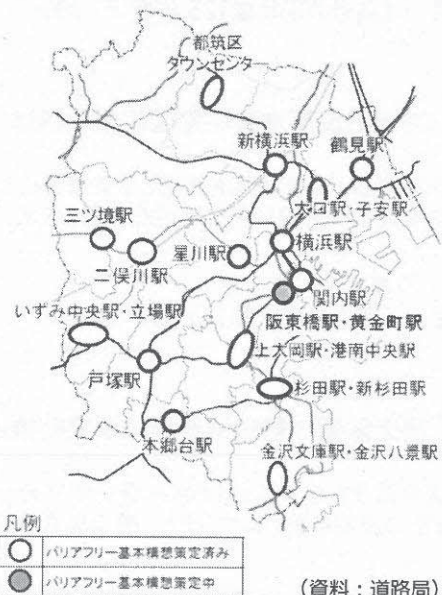 都筑区
タウンセンタ
新横浜駅
鶴見駅
大口駅・子安駅
三ツ境駅
二俣川駅
星川駅
横浜駅
関内駅
いずみ中央駅・立場駅
阪東橋駅・黄金町駅
上大岡駅・港南中央駅
戸塚駅
杉田駅・新杉田駅
本郷台駅
金沢文庫駅・金沢八景駅
凡例
バリアフリー基本構想策定済み
バリアフリー基本構想策定中
(資料:道路局)